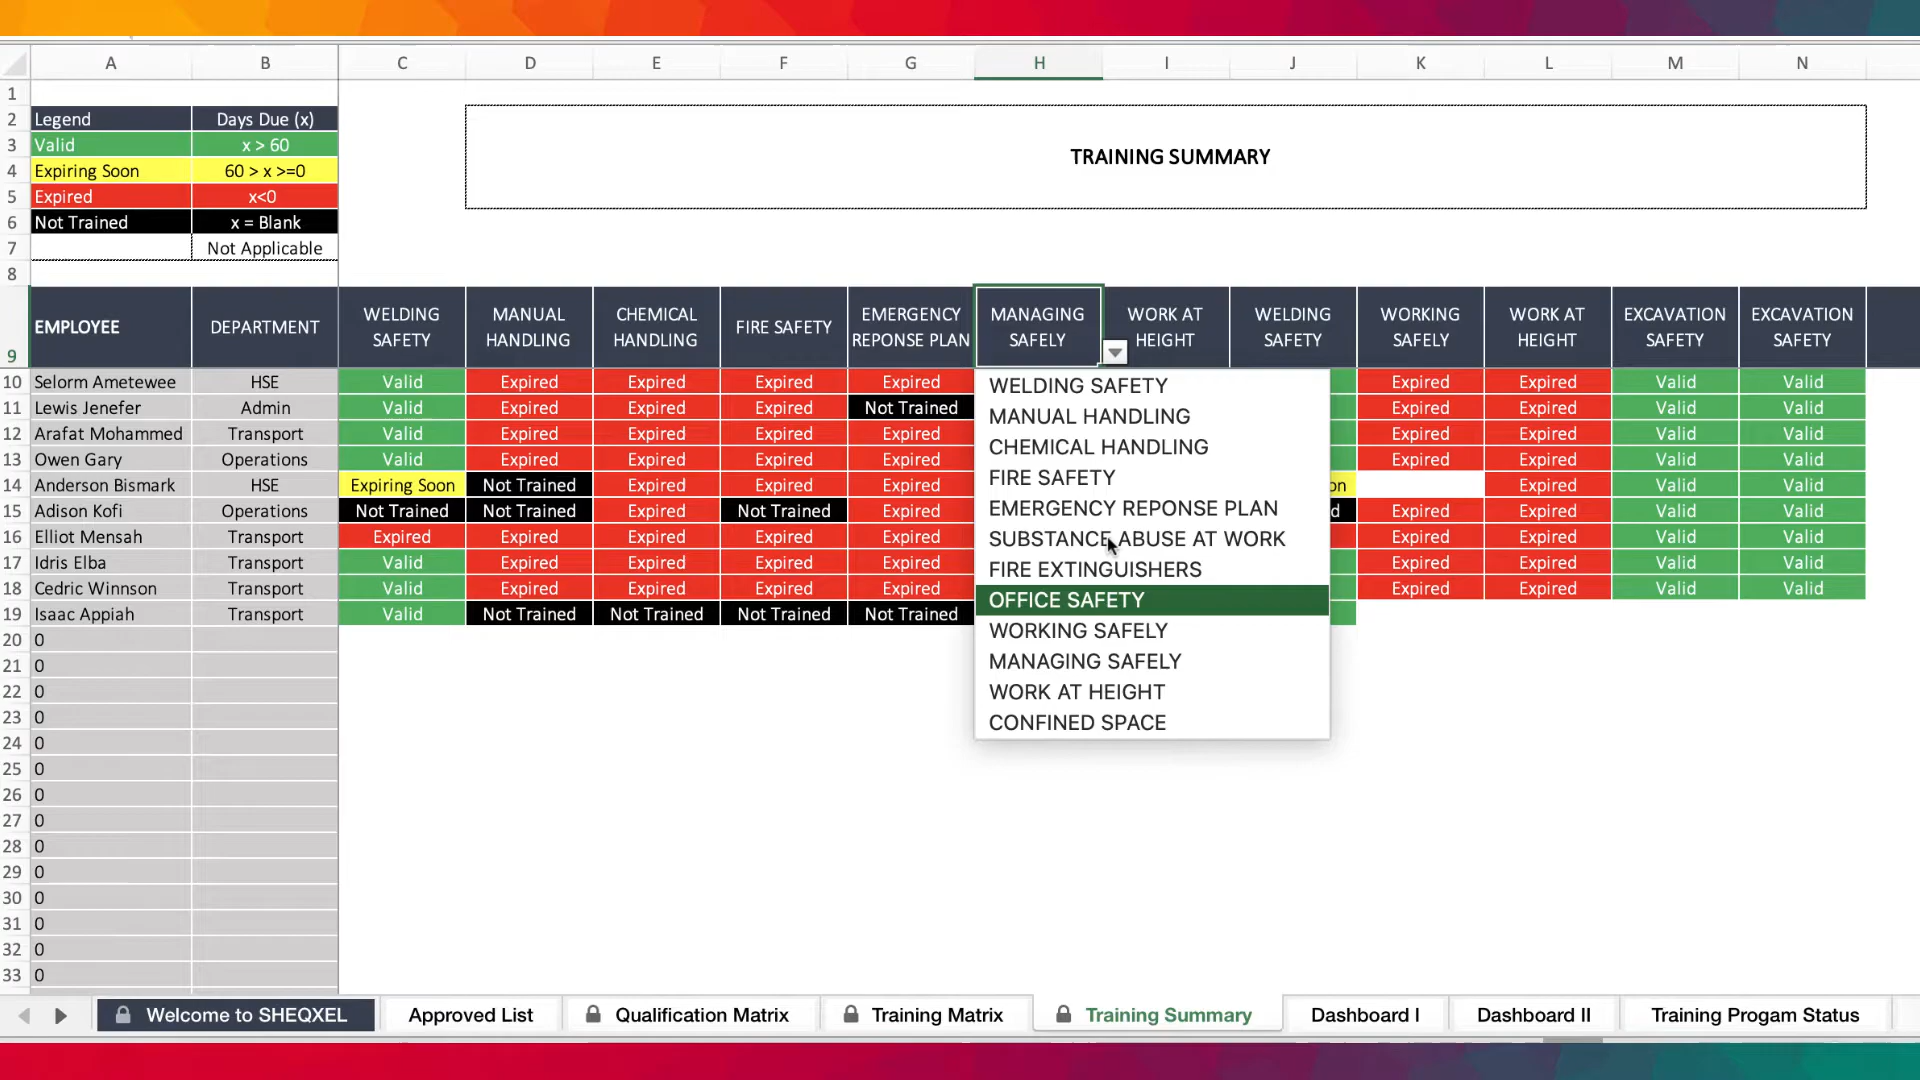 A B C D E F G H I J K L M N
1
2 Legend Days Due (x)
3 Valid x > 60
TRAINING SUMMARY
4 Expiring Soon 60 > x >=0
5 Expired x<0
6 Not Trained x = Blank
7 Not Applicable
8
9 EMPLOYEE DEPARTMENT WELDING SAFETY MANUAL HANDLING CHEMICAL HANDLING FIRE SAFETY EMERGENCY REPONSE PLAN MANAGING SAFELY WORK AT HEIGHT WELDING SAFETY WORKING SAFELY WORK AT HEIGHT EXCAVATION SAFETY EXCAVATION SAFETY
10 Selorm Ametewee HSE Valid Expired Expired Expired Expired Expired Expired Valid Valid
11 Lewis Jenefer Admin Valid Expired Expired Expired Not Trained Expired Expired Valid Valid
12 Arafat Mohammed Transport Valid Expired Expired Expired Expired Expired Expired Valid Valid
13 Owen Gary Operations Valid Expired Expired Expired Expired Expired Expired Valid Valid
14 Anderson Bismark HSE Expiring Soon Not Trained Expired Expired Expired on Expired Valid Valid
15 Adison Kofi Operations Not Trained Not Trained Expired Not Trained Expired d Expired Expired Valid Valid
16 Elliot Mensah Transport Expired Expired Expired Expired Expired Expired Expired Valid Valid
17 Idris Elba Transport Valid Expired Expired Expired Expired Expired Expired Valid Valid
18 Cedric Winnson Transport Valid Expired Expired Expired Expired Expired Expired Valid Valid
19 Isaac Appiah Transport Valid Not Trained Not Trained Not Trained Not Trained
WELDING SAFETY
MANUAL HANDLING
CHEMICAL HANDLING
FIRE SAFETY
EMERGENCY REPONSE PLAN
SUBSTANCE ABUSE AT WORK
FIRE EXTINGUISHERS
OFFICE SAFETY
WORKING SAFELY
MANAGING SAFELY
WORK AT HEIGHT
CONFINED SPACE
20 0
21 0
22 0
23 0
24 0
25 0
26 0
27 0
28 0
29 0
30 0
31 0
32 0
33 0
Welcome to SHEQXEL Approved List Qualification Matrix Training Matrix Training Summary Dashboard I Dashboard II Training Progam Status